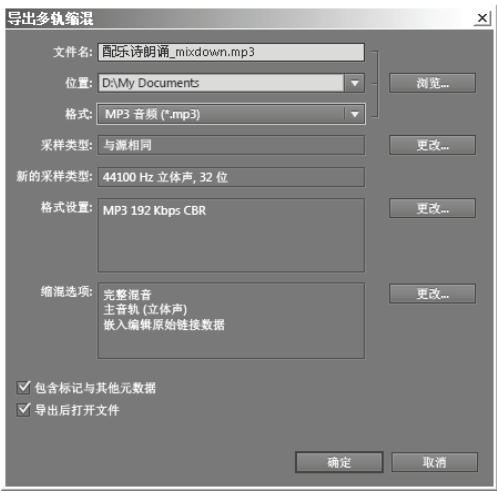 导出多轨缩混
文件名: 配乐诗朗诵_mixdown.mp3
位置: D:\My Documents 浏览...
格式: MP3 音频 (*.mp3)
采样类型: 与源相同 更改...
新的采样类型: 44100 Hz 立体声, 32 位
格式设置: MP3 192 Kbps CBR 更改...
缩混选项: 完整混音 更改...
主音轨 (立体声)
嵌入编辑原始链接数据
包含标记与其他元数据
导出后打开文件
确定 取消